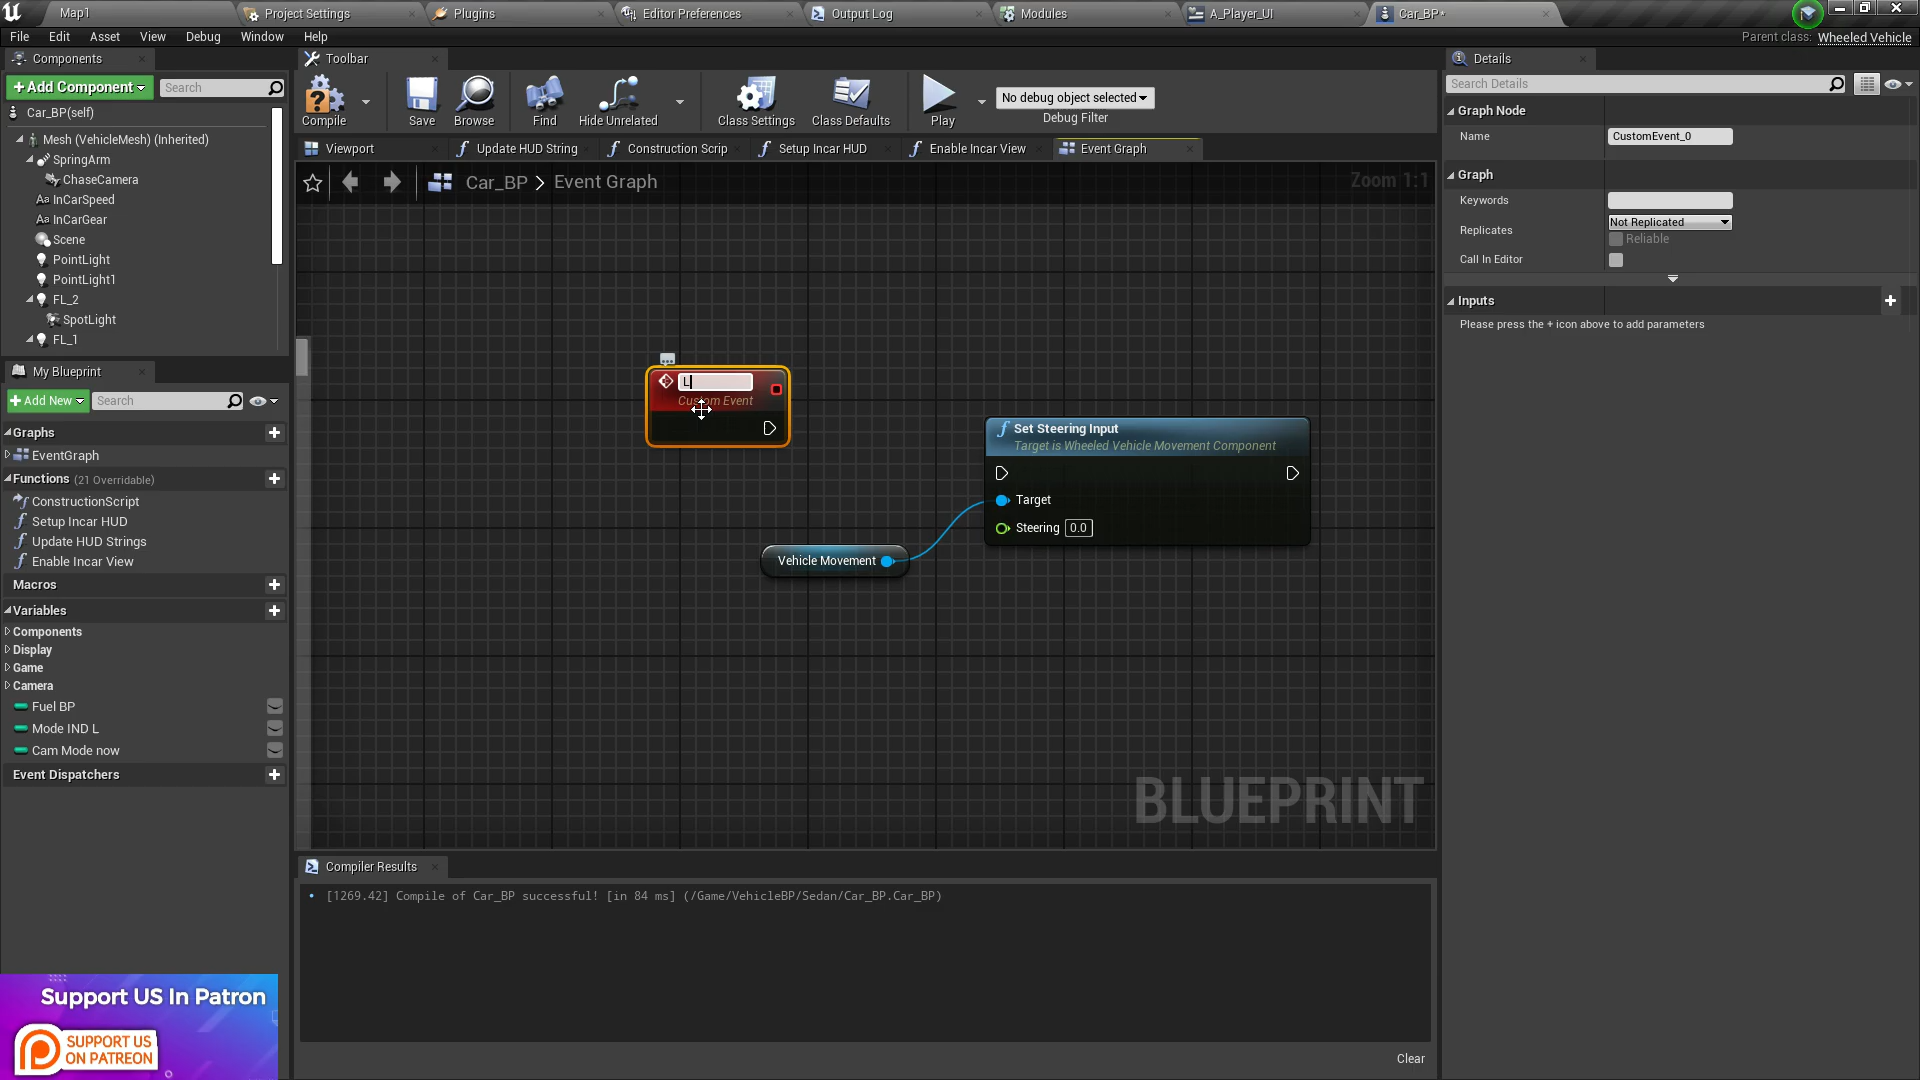 Map1
Project Settings
Plugins
Editor Preferences
Output Log
Modules
A_Player_UI
Car_BP*
File Edit Asset View Debug Window Help
Parent class: Wheeled Vehicle
Components
+Add Component
Search
Car_BP(self)
Mesh (VehicleMesh) (Inherited)
SpringArm
ChaseCamera
Aa InCarSpeed
Aa InCarGear
Scene
PointLight
PointLight1
FL_2
SpotLight
FL_1
My Blueprint
+Add New
Search
Graphs
EventGraph
Functions (21 Overridable)
ConstructionScript
Setup Incar HUD
Update HUD Strings
Enable Incar View
Macros
Variables
Components
Display
Game
Camera
Fuel BP
Mode IND L
Cam Mode now
Event Dispatchers
Support US In Patron
SUPPORT US
ON PATREON
Toolbar
Compile
Save
Browse
Find
Hide Unrelated
Class Settings
Class Defaults
Play
No debug object selected
Debug Filter
Viewport
Update HUD String
Construction Scrip
Setup Incar HUD
Enable Incar View
Event Graph
Car_BP > Event Graph
Zoom 1:1
L
Custom Event
Set Steering Input
Target is Wheeled Vehicle Movement Component
Target
Steering 0.0
Vehicle Movement
BLUEPRINT
Compiler Results
[1269.42] Compile of Car_BP successful! [in 84 ms] (/Game/VehicleBP/Sedan/Car_BP.Car_BP)
Clear
Details
Search Details
Graph Node
Name CustomEvent_0
Graph
Keywords
Replicates Not Replicated
Reliable
Call In Editor
Inputs
Please press the + icon above to add parameters